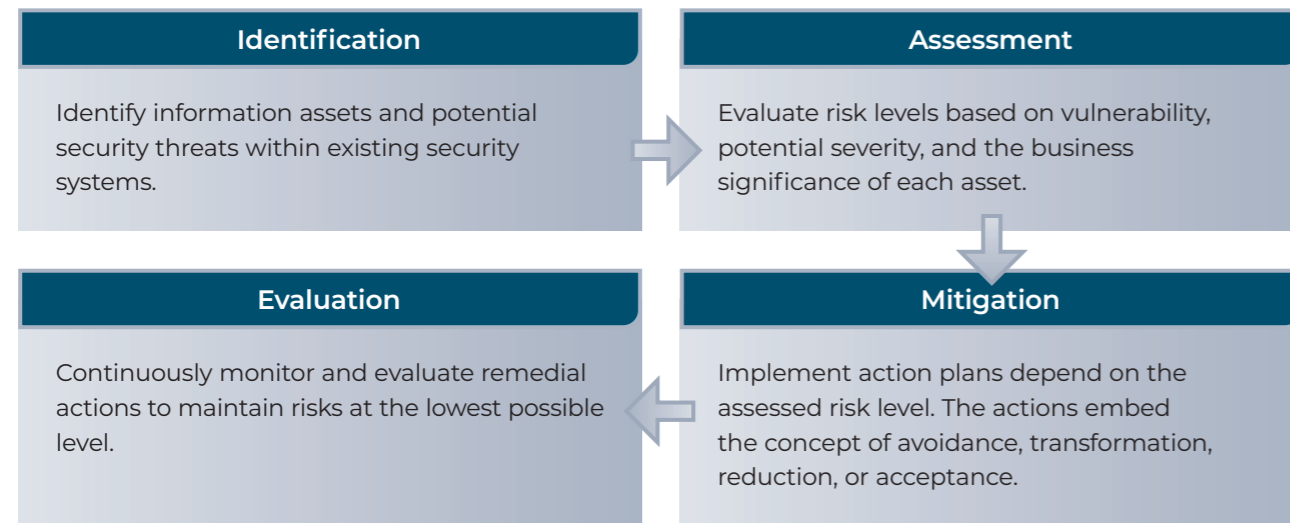 Identification
Identify information assets and potential
security threats within existing security
systems.
Assessment
Evaluate risk levels based on vulnerability,
potential severity, and the business
significance of each asset.
Mitigation
Implement action plans depend on the
assessed risk level. The actions embed
the concept of avoidance, transformation,
reduction, or acceptance.
Evaluation
Continuously monitor and evaluate remedial
actions to maintain risks at the lowest possible
level.